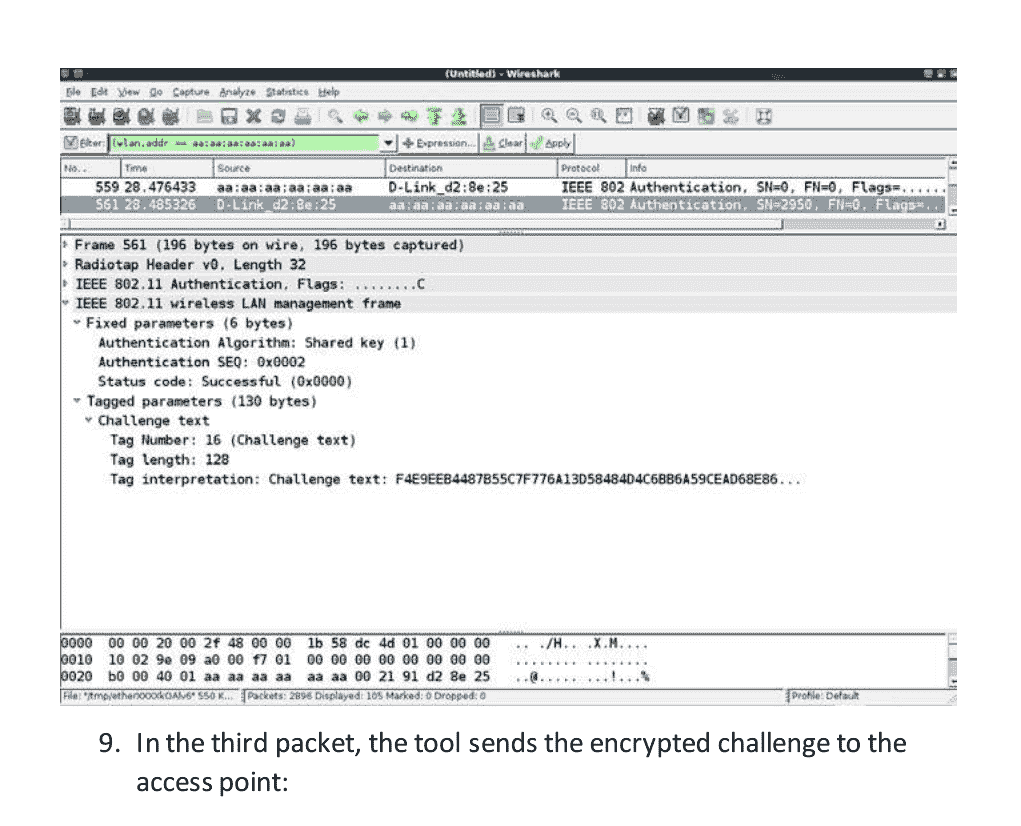 (Untitled) - Wireshark
File Edit View Go Capture Analyze Statistics Help
Filter: (wlan.addr == aa:aa:aa:aa:aa:aa) Expression... Clear Apply
No. . Time Source Destination Protocol Info
559 28.476433 aa:aa:aa:aa:aa:aa D-Link_d2:8e:25 IEEE 802 Authentication, SN=0, FN=0, Flags=......
561 28.485326 D-Link_d2:8e:25 aa:aa:aa:aa:aa:aa IEEE 802 Authentication, SN=2950, FN=0, Flags=..
Frame 561 (196 bytes on wire, 196 bytes captured)
Radiotap Header v0, Length 32
IEEE 802.11 Authentication, Flags: ........C
IEEE 802.11 wireless LAN management frame
Fixed parameters (6 bytes)
Authentication Algorithm: Shared key (1)
Authentication SEQ: 0x0002
Status code: Successful (0x0000)
Tagged parameters (130 bytes)
Challenge text
Tag Number: 16 (Challenge text)
Tag length: 128
Tag interpretation: Challenge text: F4E9EEB4487B55C7F776A13D58484D4C6BB6A59CEAD68E86...
0000 00 00 20 00 2f 48 00 00 1b 58 dc 4d 01 00 00 00 .. ./H.. .X.M....
0010 10 02 9e 09 a0 00 f7 01 00 00 00 00 00 00 00 00 ........ ........
0020 b0 00 40 01 aa aa aa aa aa aa 00 21 91 d2 8e 25 ..@..... ...!...%
550 K... Packets: 2896 Displayed: 105 Marked: 0 Dropped: 0 Profile: Default
9. In the third packet, the tool sends the encrypted challenge to the
access point: